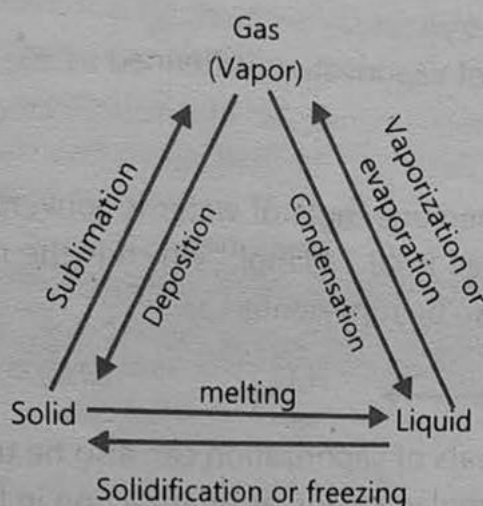 Gas
(Vapor)
Sublimation
Deposition
Condensation
Vaporization or
evaporation
melting
Solid
Liquid
Solidification or freezing